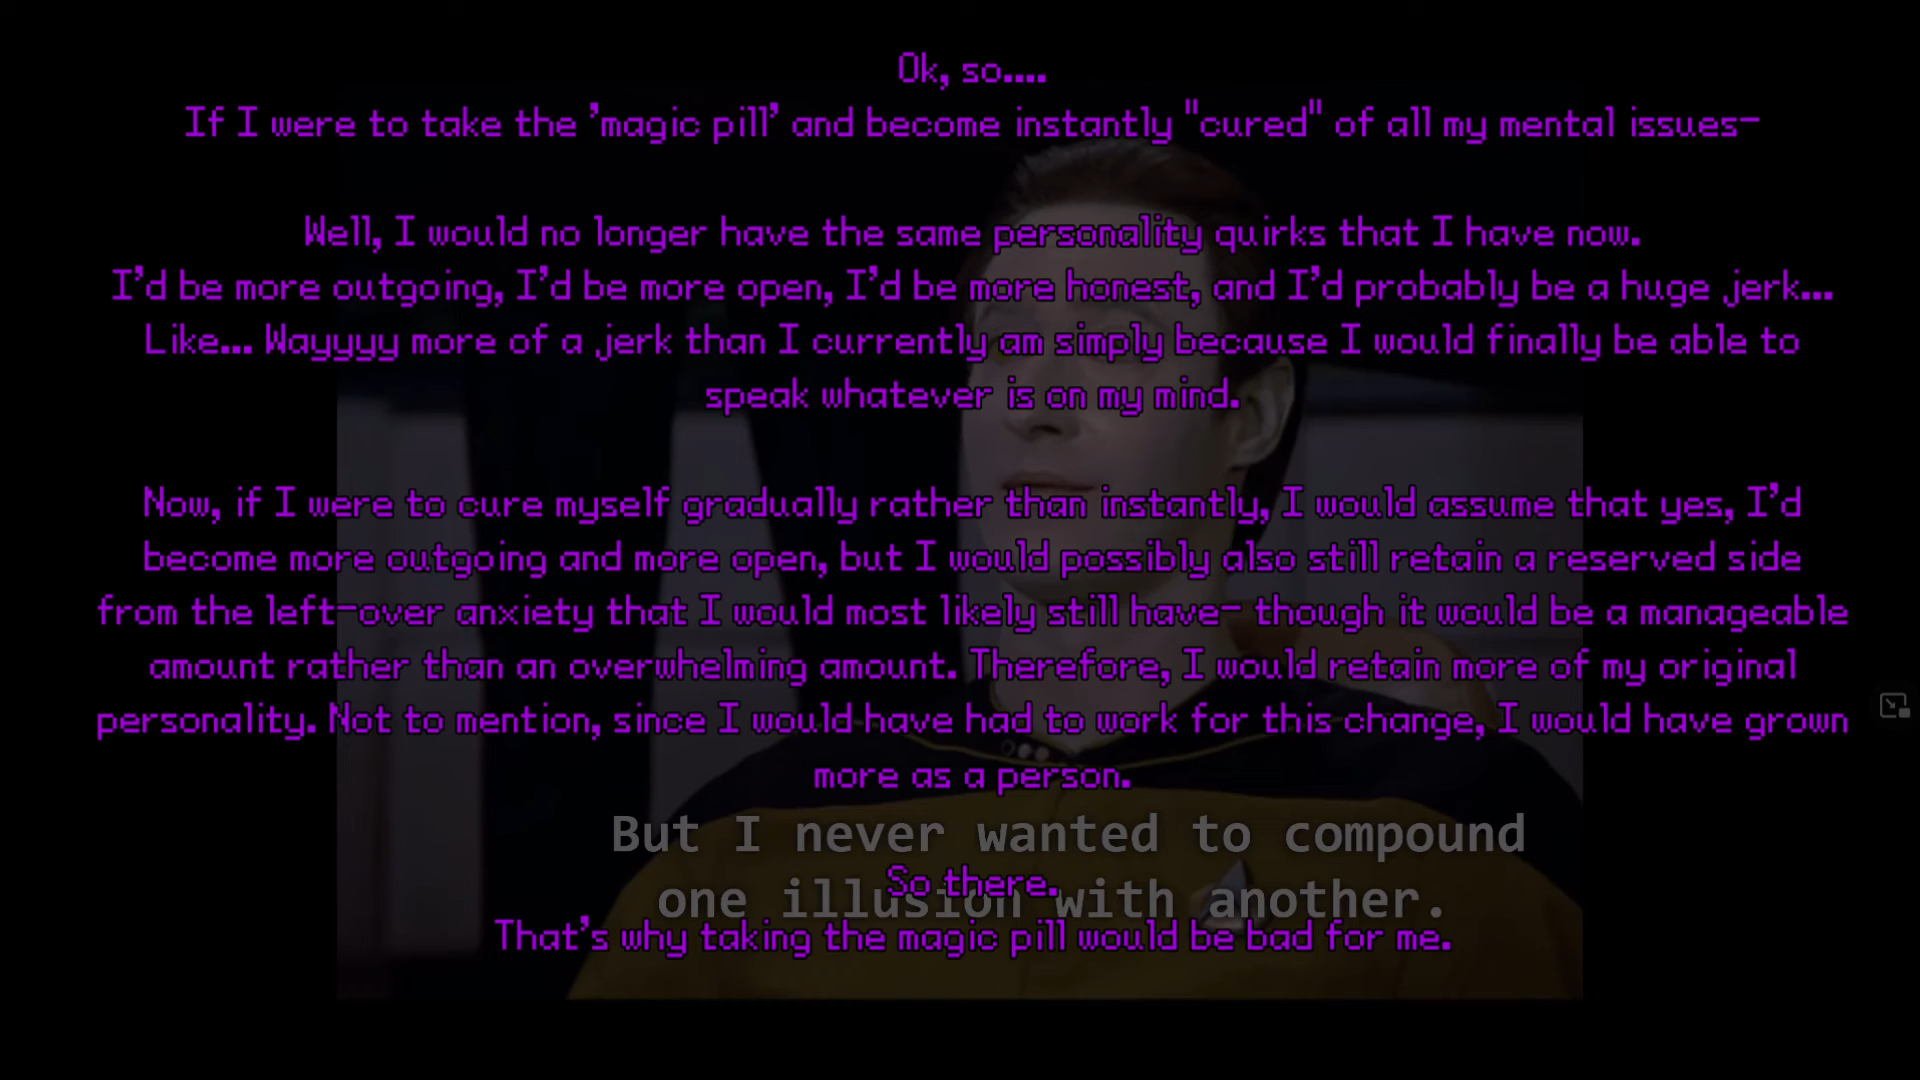 Ok, so....
If I were to take the 'magic pill' and become instantly "cured" of all my mental issues-
Well, I would no longer have the same personality quirks that I have now.
I'd be more outgoing, I'd be more open, I'd be more honest, and I'd probably be a huge jerk...
Like... Wayyyy more of a jerk than I currently am simply because I would finally be able to
speak whatever is on my mind.
Now, if I were to cure myself gradually rather than instantly, I would assume that yes, I'd
become more outgoing and more open, but I would possibly also still retain a reserved side
from the left-over anxiety that I would most likely still have- though it would be a manageable
amount rather than an overwhelming amount. Therefore, I would retain more of my original
personality. Not to mention, since I would have had to work for this change, I would have grown
more as a person.
But I never wanted to compound
So there.
one illusion with another.
That's why taking the magic pill would be bad for me.